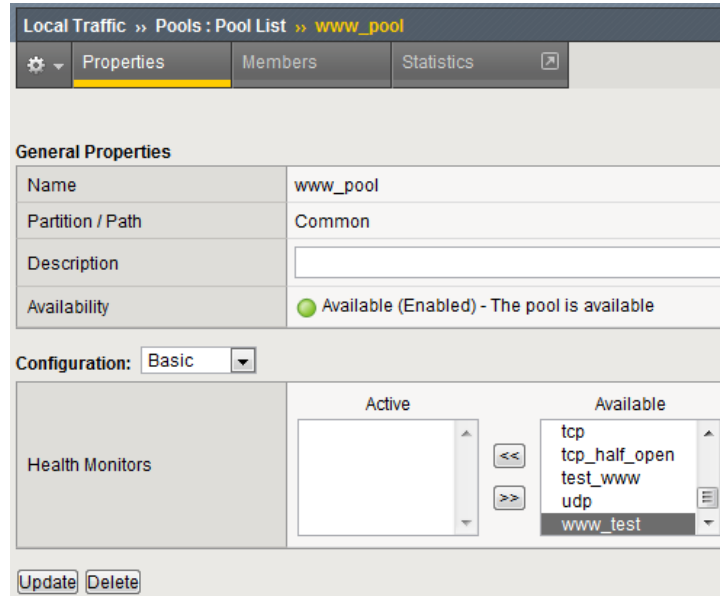 Local Traffic ›› Pools : Pool List ›› www_pool
Properties Members Statistics
General Properties
Name www_pool
Partition / Path Common
Description
Availability Available (Enabled) - The pool is available
Configuration: Basic
Active Available
Health Monitors
<<
>>
tcp
tcp_half_open
test_www
udp
www_test
Update Delete